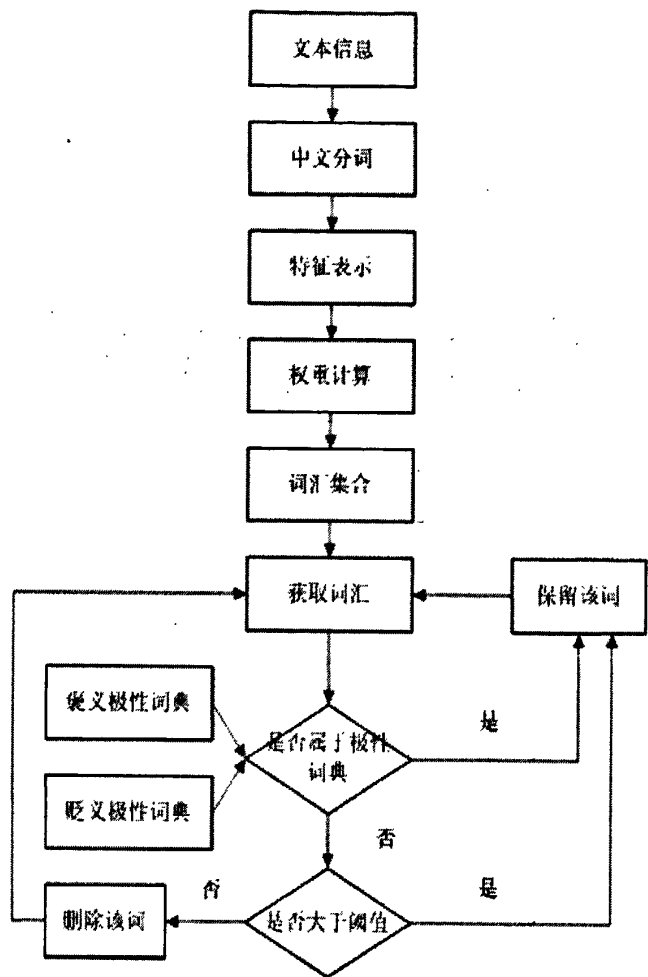 文本信息
中文分词
特征表示
权重计算
词汇集合
获取词汇
保留该词
褒义极性词典
是否属于极性
词典
是
贬义极性词典
否
删除该词
否
是否大于阈值
是